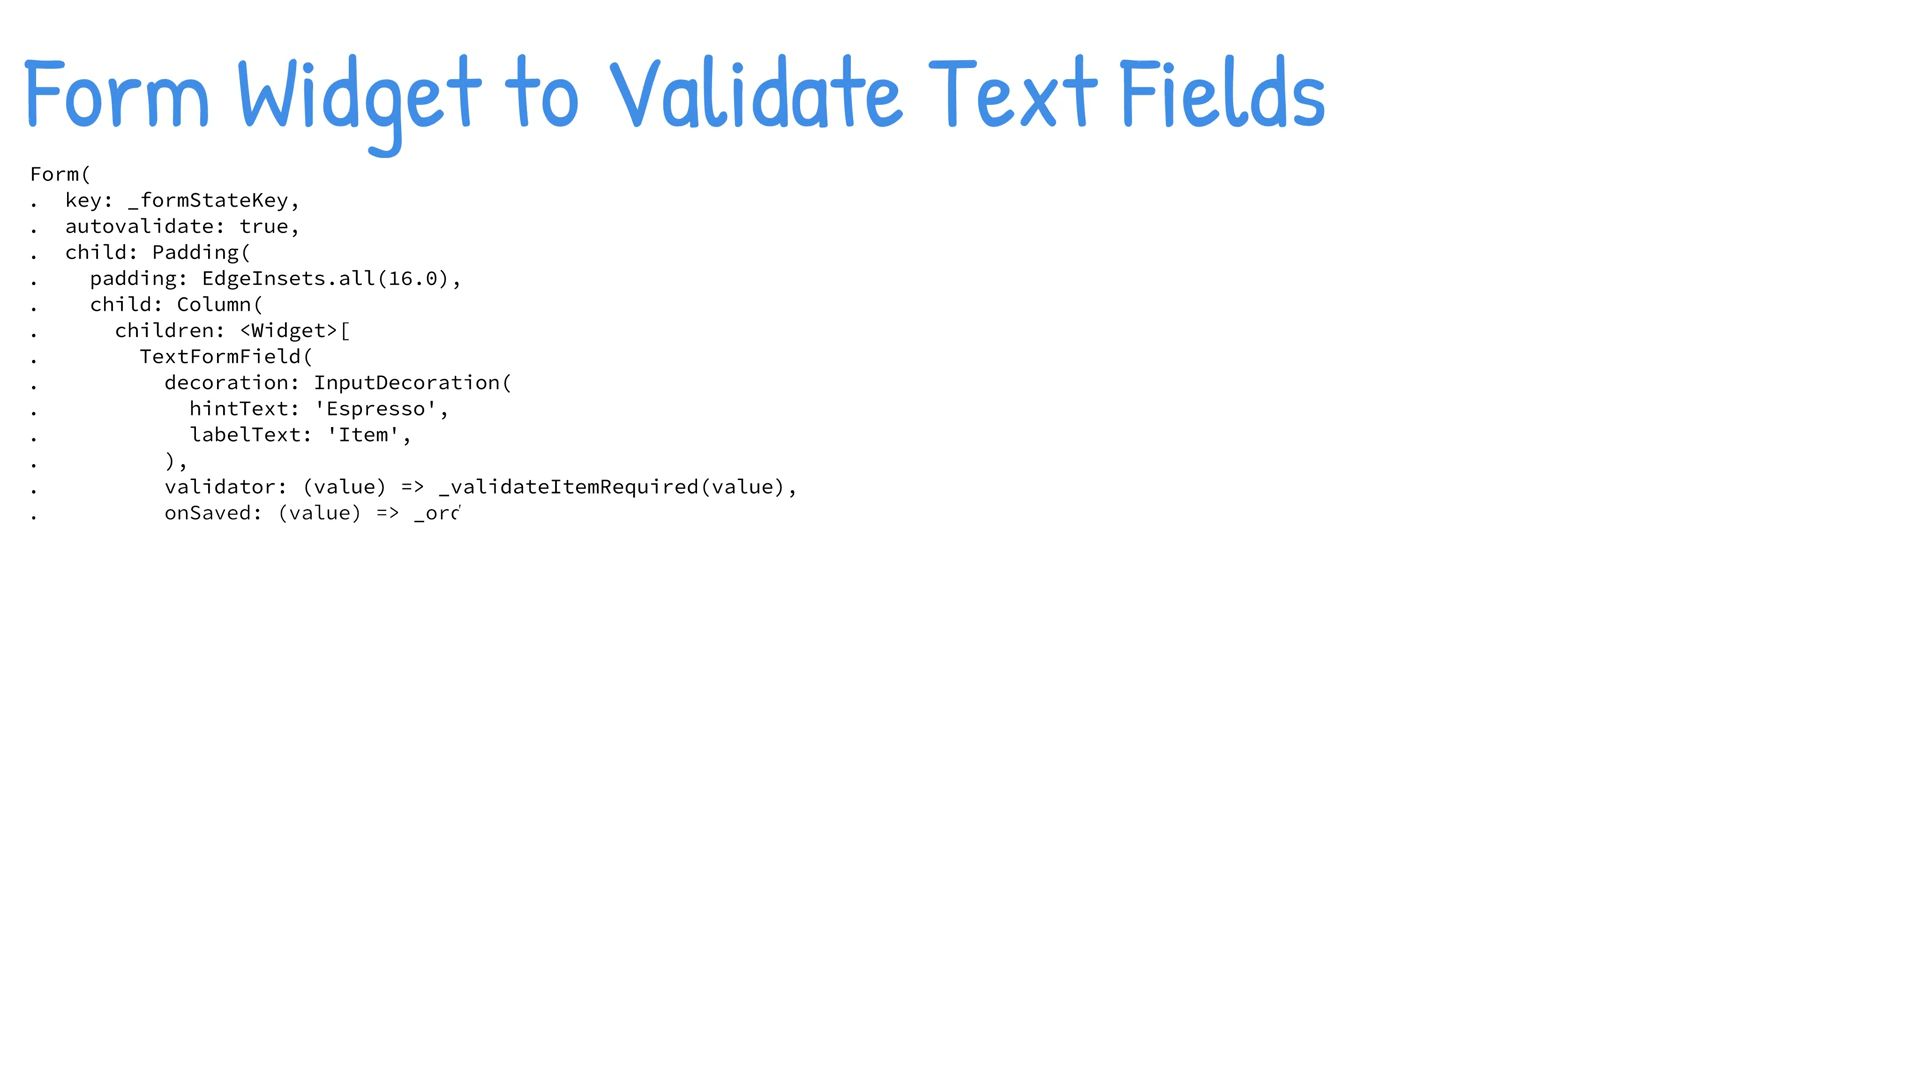 Form Widget to Validate Text Fields
Form(
.  key: _formStateKey,
.  autovalidate: true,
.  child: Padding(
.    padding: EdgeInsets.all(16.0),
.    child: Column(
.      children: <Widget>[
.        TextFormField(
.          decoration: InputDecoration(
.            hintText: 'Espresso',
.            labelText: 'Item',
.          ),
.          validator: (value) => _validateItemRequired(value),
.          onSaved: (value) =>